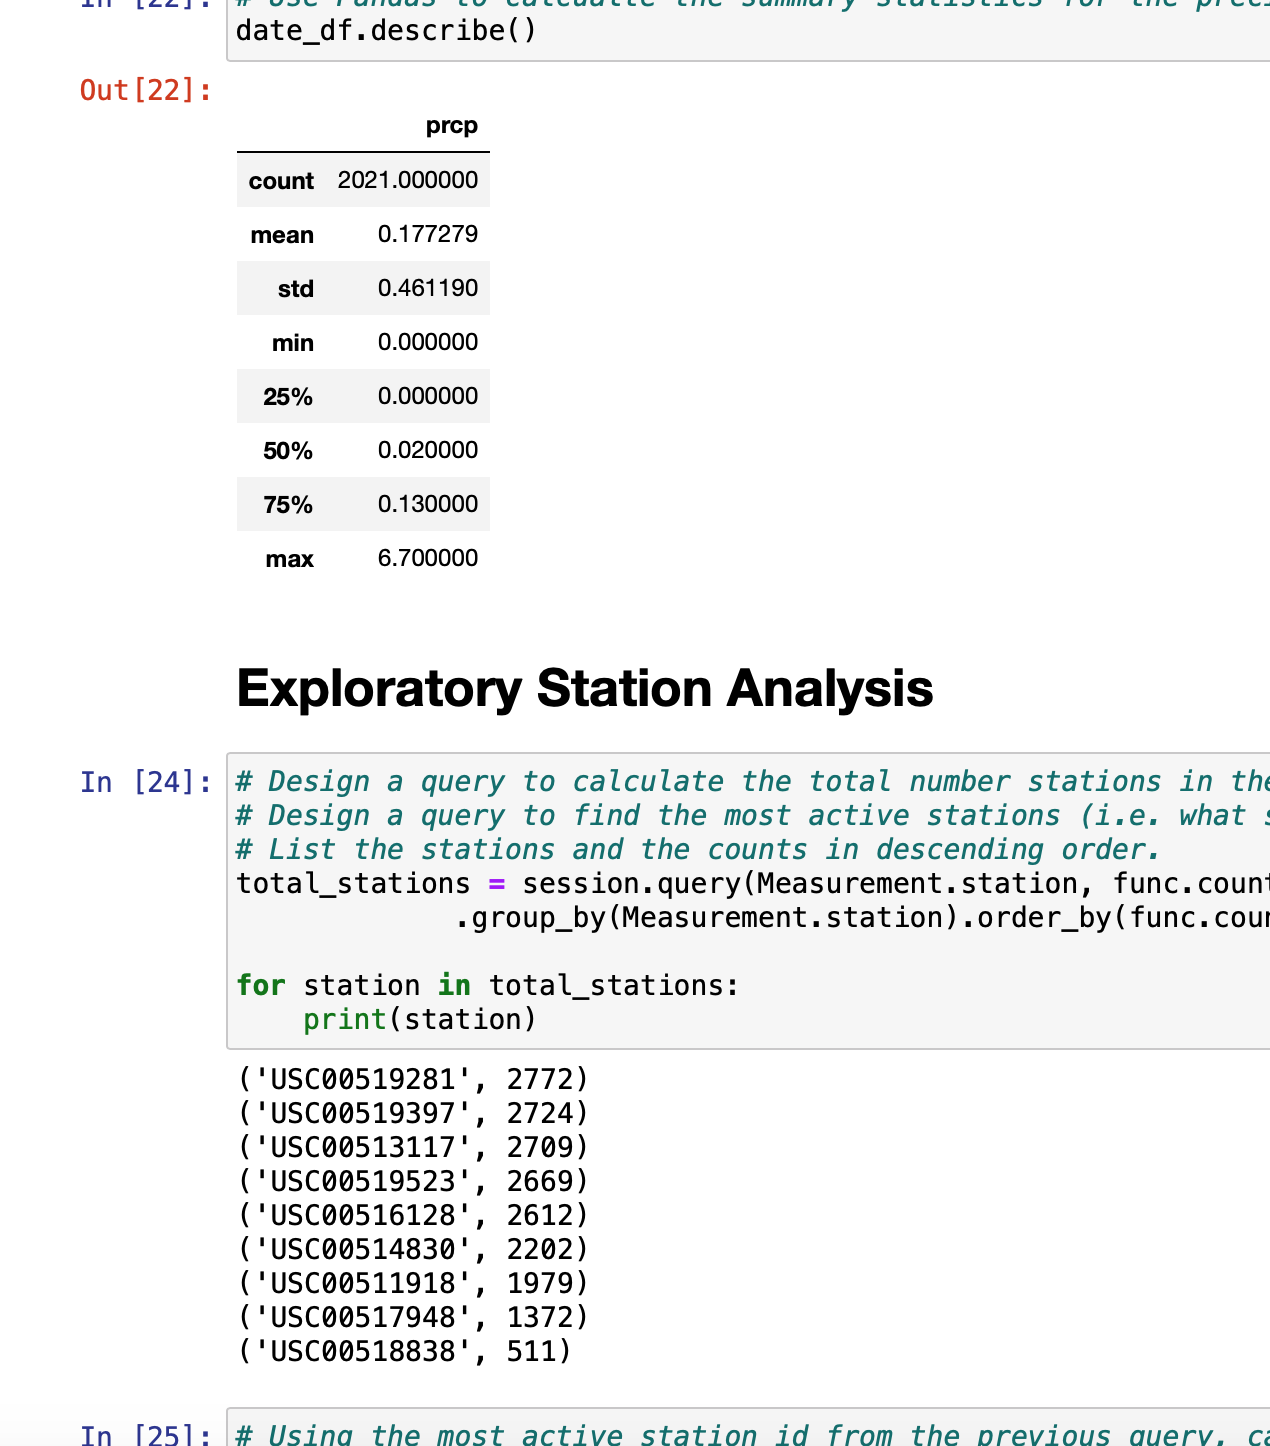 In [22]: # Use Pandas to calculate the summary statistics for the
date_df.describe()
Out[22]:
prcp
count 2021.000000
mean 0.177279
std 0.461190
min 0.000000
25% 0.000000
50% 0.020000
75% 0.130000
max 6.700000
Exploratory Station Analysis
In [24]: # Design a query to calculate the total number stations in the
# Design a query to find the most active stations (i.e. what
# List the stations and the counts in descending order.
total_stations = session.query(Measurement.station, func.count
.group_by(Measurement.station).order_by(func.coun
for station in total_stations:
print(station)
('USC00519281', 2772)
('USC00519397', 2724)
('USC00513117', 2709)
('USC00519523', 2669)
('USC00516128', 2612)
('USC00514830', 2202)
('USC00511918', 1979)
('USC00517948', 1372)
('USC00518838', 511)
In [25]: # Using the most active station id from the previous query, ca